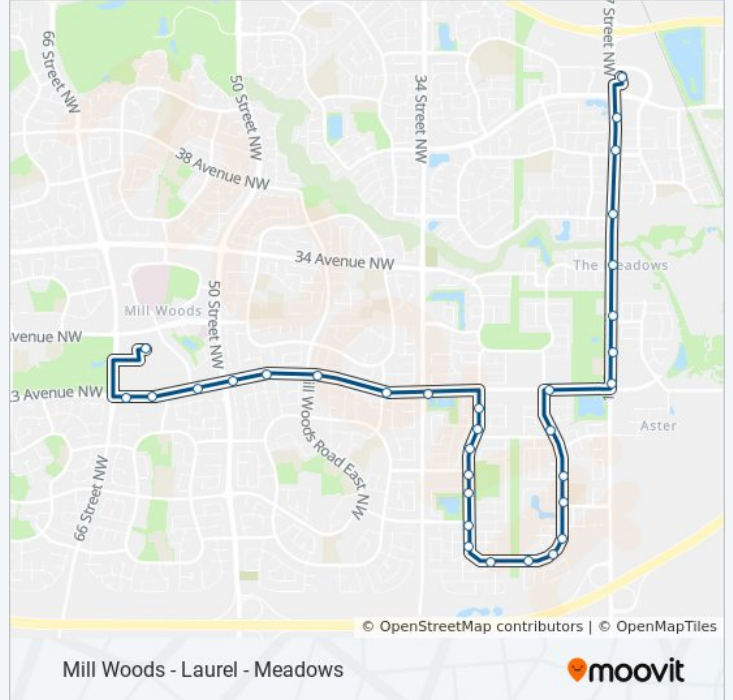 7 Street NW
66 Street NW
50 Street NW
34 Street NW
38 Avenue NW
34 Avenue NW
The Meadows
Mill Woods
50 Street NW
venue NW
3 Avenue NW
ill Woods Road East NW
Aster
66 Street NW
© OpenStreetMap contributors | © OpenMapTiles
Mill Woods - Laurel - Meadows
moovit